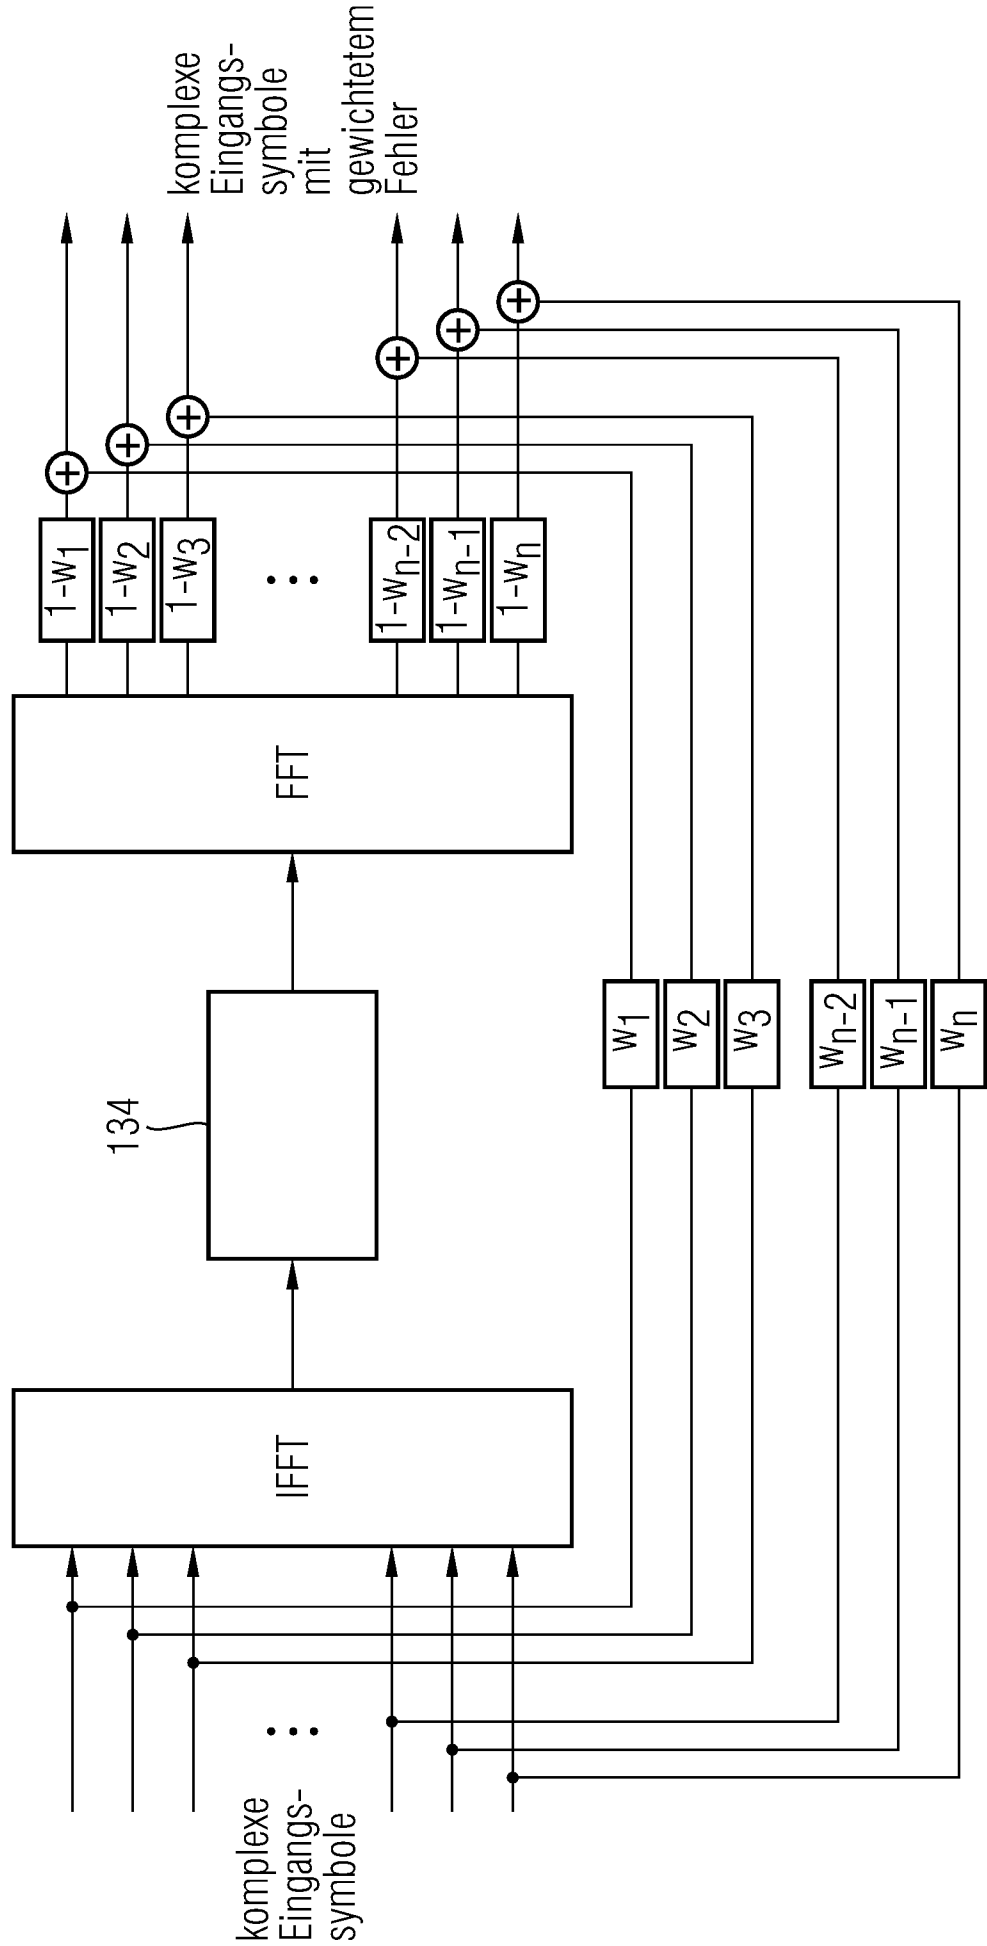 komplexe
Eingangs-
symbole
IFFT
134
FFT
1-w1
1-w2
1-w3
...
1-wn-2
1-wn-1
1-wn
komplexe
Eingangs-
symbole
mit
gewichtetem
Fehler
...
w1
w2
w3
wn-2
wn-1
wn